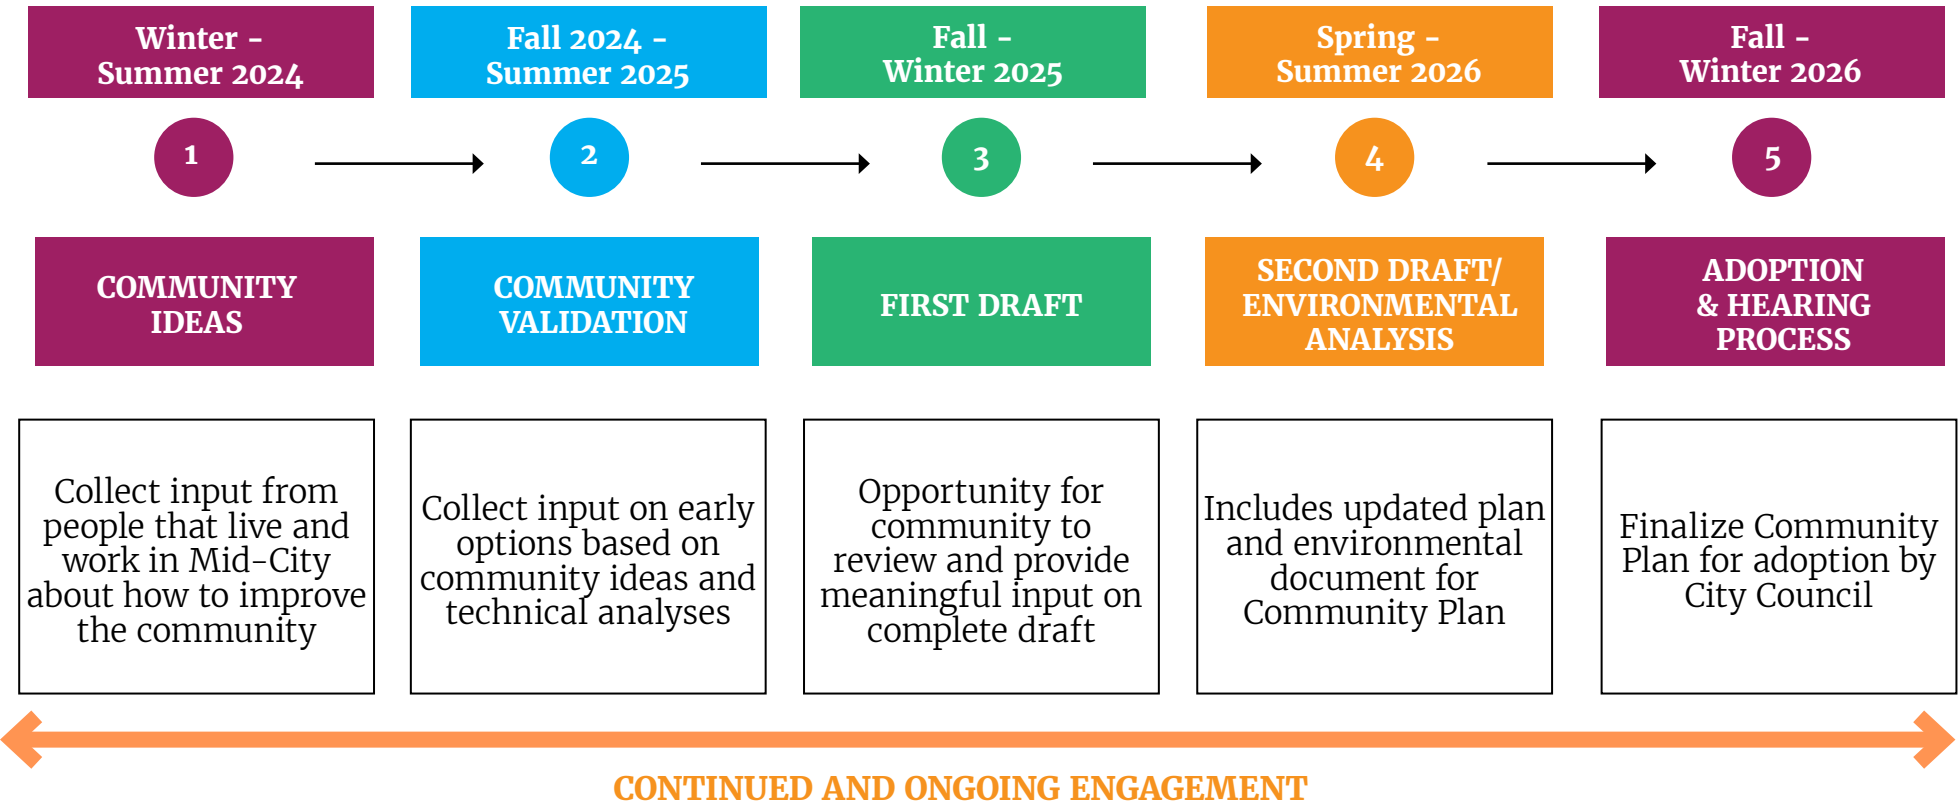 Winter -
Summer 2024
Fall 2024 -
Summer 2025
Fall -
Winter 2025
Spring -
Summer 2026
Fall -
Winter 2026
1
2
3
4
5
COMMUNITY
IDEAS
COMMUNITY
VALIDATION
FIRST DRAFT
SECOND DRAFT/
ENVIRONMENTAL
ANALYSIS
ADOPTION
& HEARING
PROCESS
Collect input from
people that live and
work in Mid-City
about how to improve
the community
Collect input on early
options based on
community ideas and
technical analyses
Opportunity for
community to
review and provide
meaningful input on
complete draft
Includes updated plan
and environmental
document for
Community Plan
Finalize Community
Plan for adoption by
City Council
CONTINUED AND ONGOING ENGAGEMENT